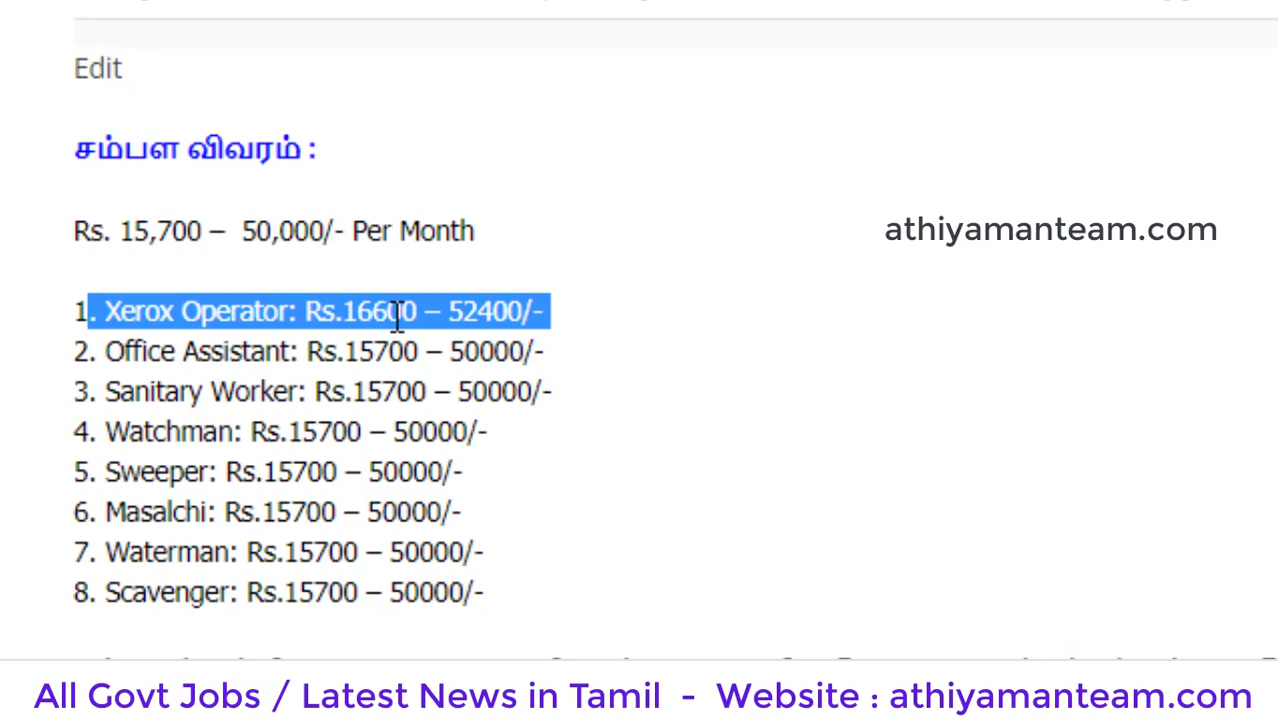 Edit
சம்பள விவரம் :
Rs. 15,700 – 50,000/- Per Month
athiyamanteam.com
1. Xerox Operator: Rs.16600 – 52400/-
2. Office Assistant: Rs.15700 – 50000/-
3. Sanitary Worker: Rs.15700 – 50000/-
4. Watchman: Rs.15700 – 50000/-
5. Sweeper: Rs.15700 – 50000/-
6. Masalchi: Rs.15700 – 50000/-
7. Waterman: Rs.15700 – 50000/-
8. Scavenger: Rs.15700 – 50000/-
All Govt Jobs / Latest News in Tamil - Website : athiyamanteam.com